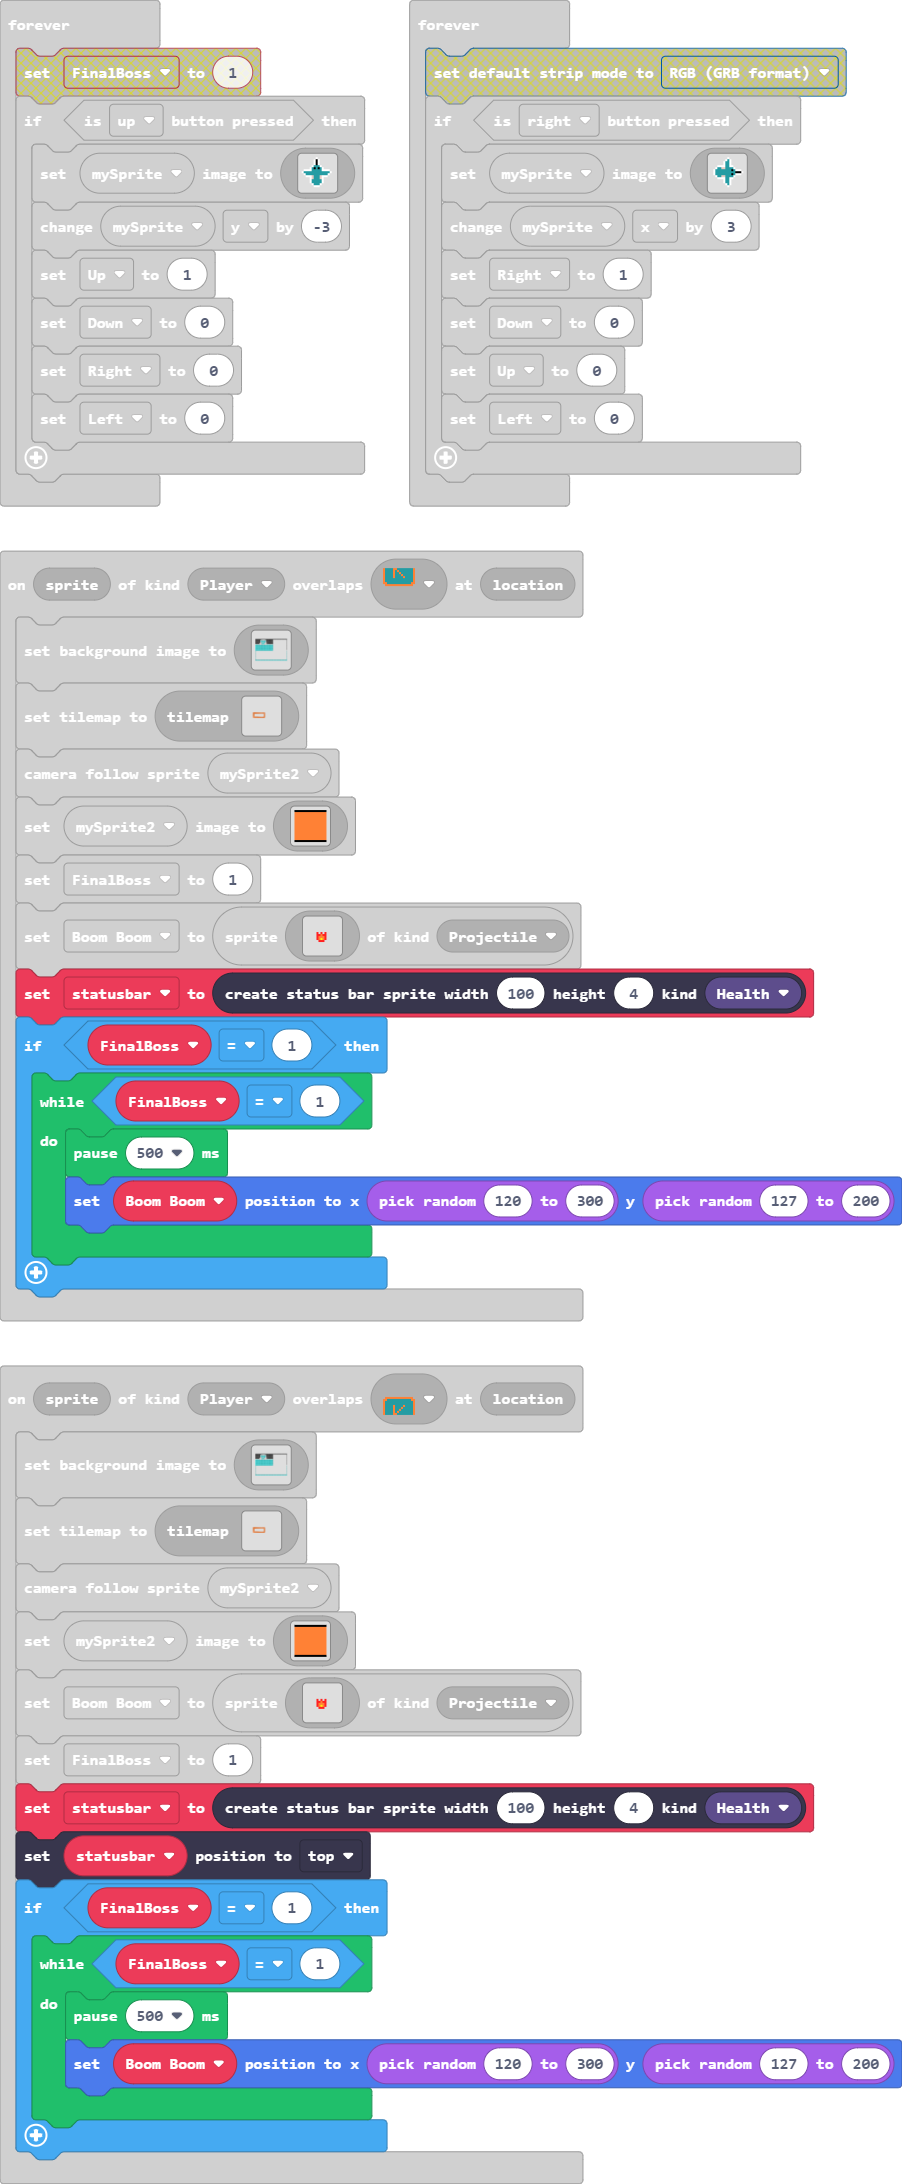 forever
set FinalBoss to 1
if is up button pressed then
set mySprite image to
change mySprite y by -3
set Up to 1
set Down to 0
set Right to 0
set Left to 0
forever
set default strip mode to RGB (GRB format)
if is right button pressed then
set mySprite image to
change mySprite x by 3
set Right to 1
set Down to 0
set Up to 0
set Left to 0
on sprite of kind Player overlaps at location
set background image to
set tilemap to tilemap
camera follow sprite mySprite2
set mySprite2 image to
set FinalBoss to 1
set Boom Boom to sprite of kind Projectile
set statusbar to create status bar sprite width 100 height 4 kind Health
if FinalBoss = 1 then
while FinalBoss = 1
do
pause 500 ms
set Boom Boom position to x pick random 120 to 300 y pick random 127 to 200
on sprite of kind Player overlaps at location
set background image to
set tilemap to tilemap
camera follow sprite mySprite2
set mySprite2 image to
set Boom Boom to sprite of kind Projectile
set FinalBoss to 1
set statusbar to create status bar sprite width 100 height 4 kind Health
set statusbar position to top
if FinalBoss = 1 then
while FinalBoss = 1
do
pause 500 ms
set Boom Boom position to x pick random 120 to 300 y pick random 127 to 200